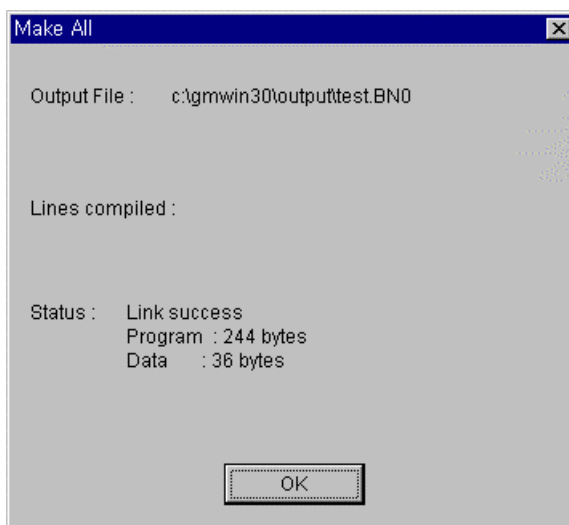 Make All
Output File : c:\gmwin30\output\test.BN0
Lines compiled :
Status : Link success
Program : 244 bytes
Data : 36 bytes
OK